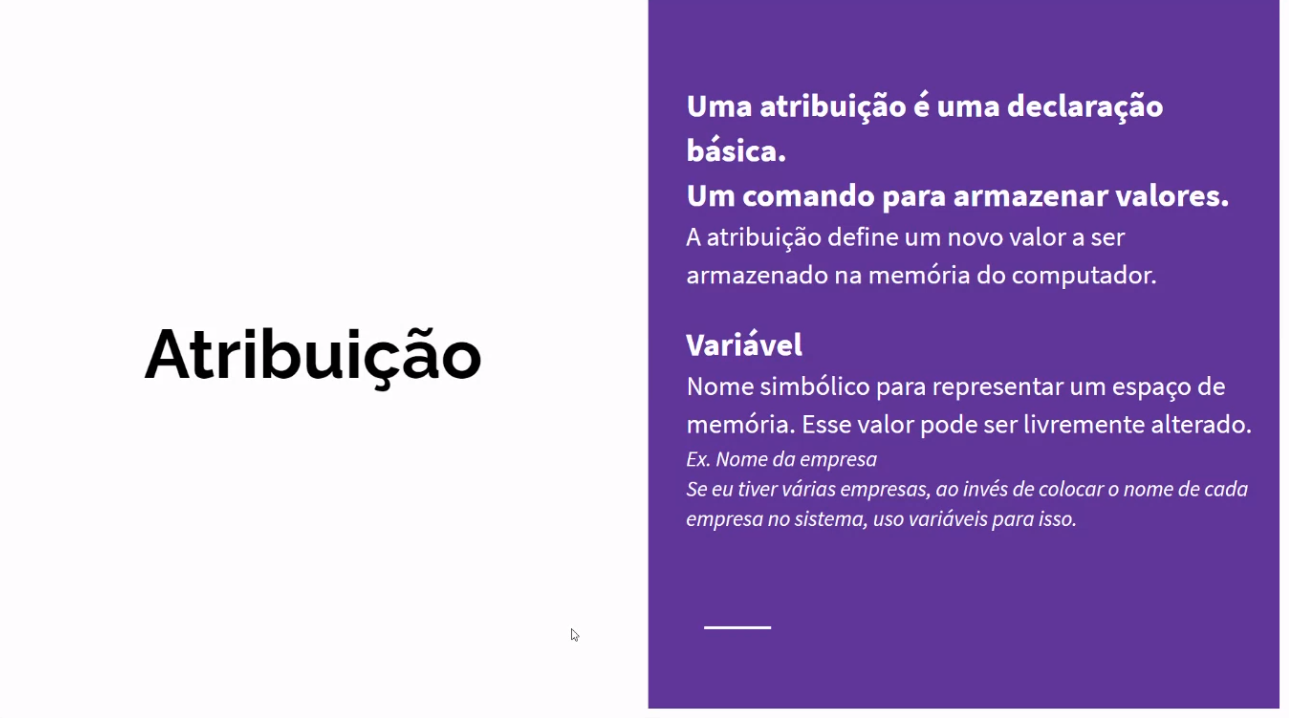 Atribuição
Uma atribuição é uma declaração
básica.
Um comando para armazenar valores.
A atribuição define um novo valor a ser
armazenado na memória do computador.
Variável
Nome simbólico para representar um espaço de
memória. Esse valor pode ser livremente alterado.
Ex. Nome da empresa
Se eu tiver várias empresas, ao invés de colocar o nome de cada
empresa no sistema, uso variáveis para isso.